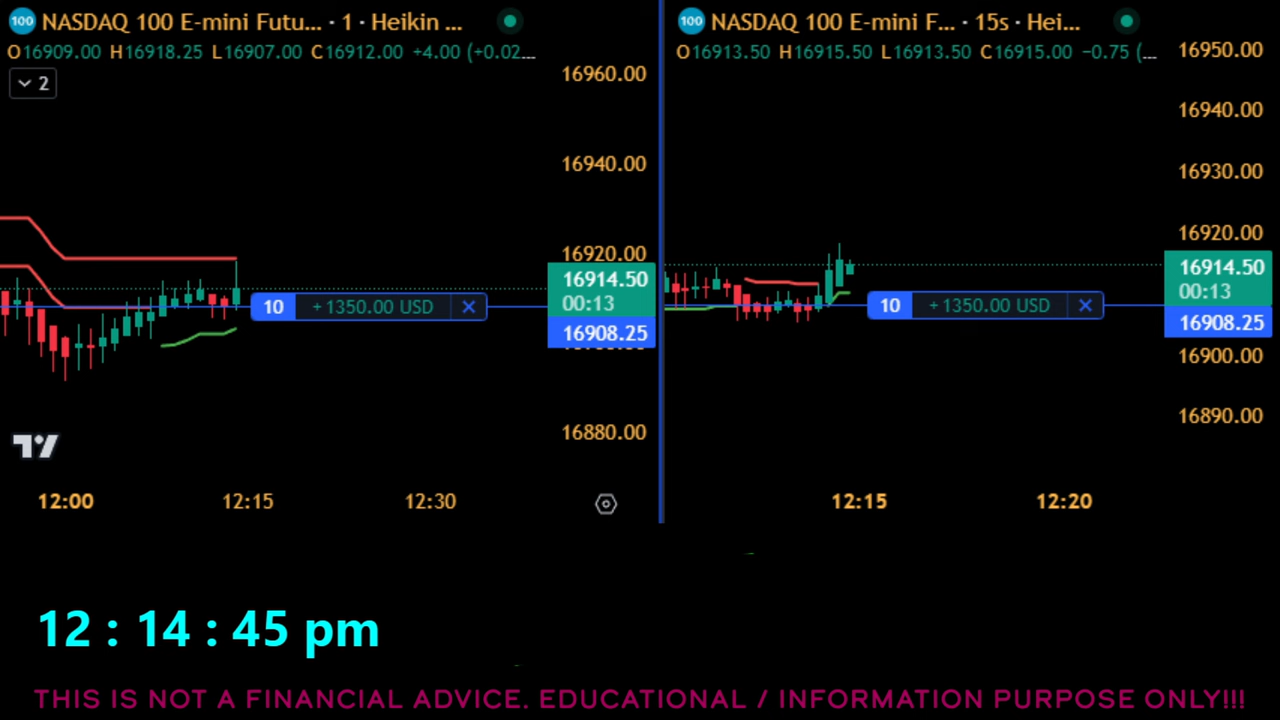 100 NASDAQ 100 E-mini Futu... · 1 · Heikin ...
O16909.00 H16918.25 L16907.00 C16912.00 +4.00 (+0.02...
2
16960.00
16940.00
16920.00
16914.50
00:13
16908.25
16880.00
10 +1350.00 USD
12:00 12:15 12:30
100 NASDAQ 100 E-mini F... · 15s · Hei...
O16913.50 H16915.50 L16913.50 C16915.00 −0.75 (...
16950.00
16940.00
16930.00
16920.00
16914.50
00:13
16908.25
16900.00
16890.00
10 +1350.00 USD
12:15 12:20
12 : 14 : 45 pm
THIS IS NOT A FINANCIAL ADVICE. EDUCATIONAL / INFORMATION PURPOSE ONLY!!!